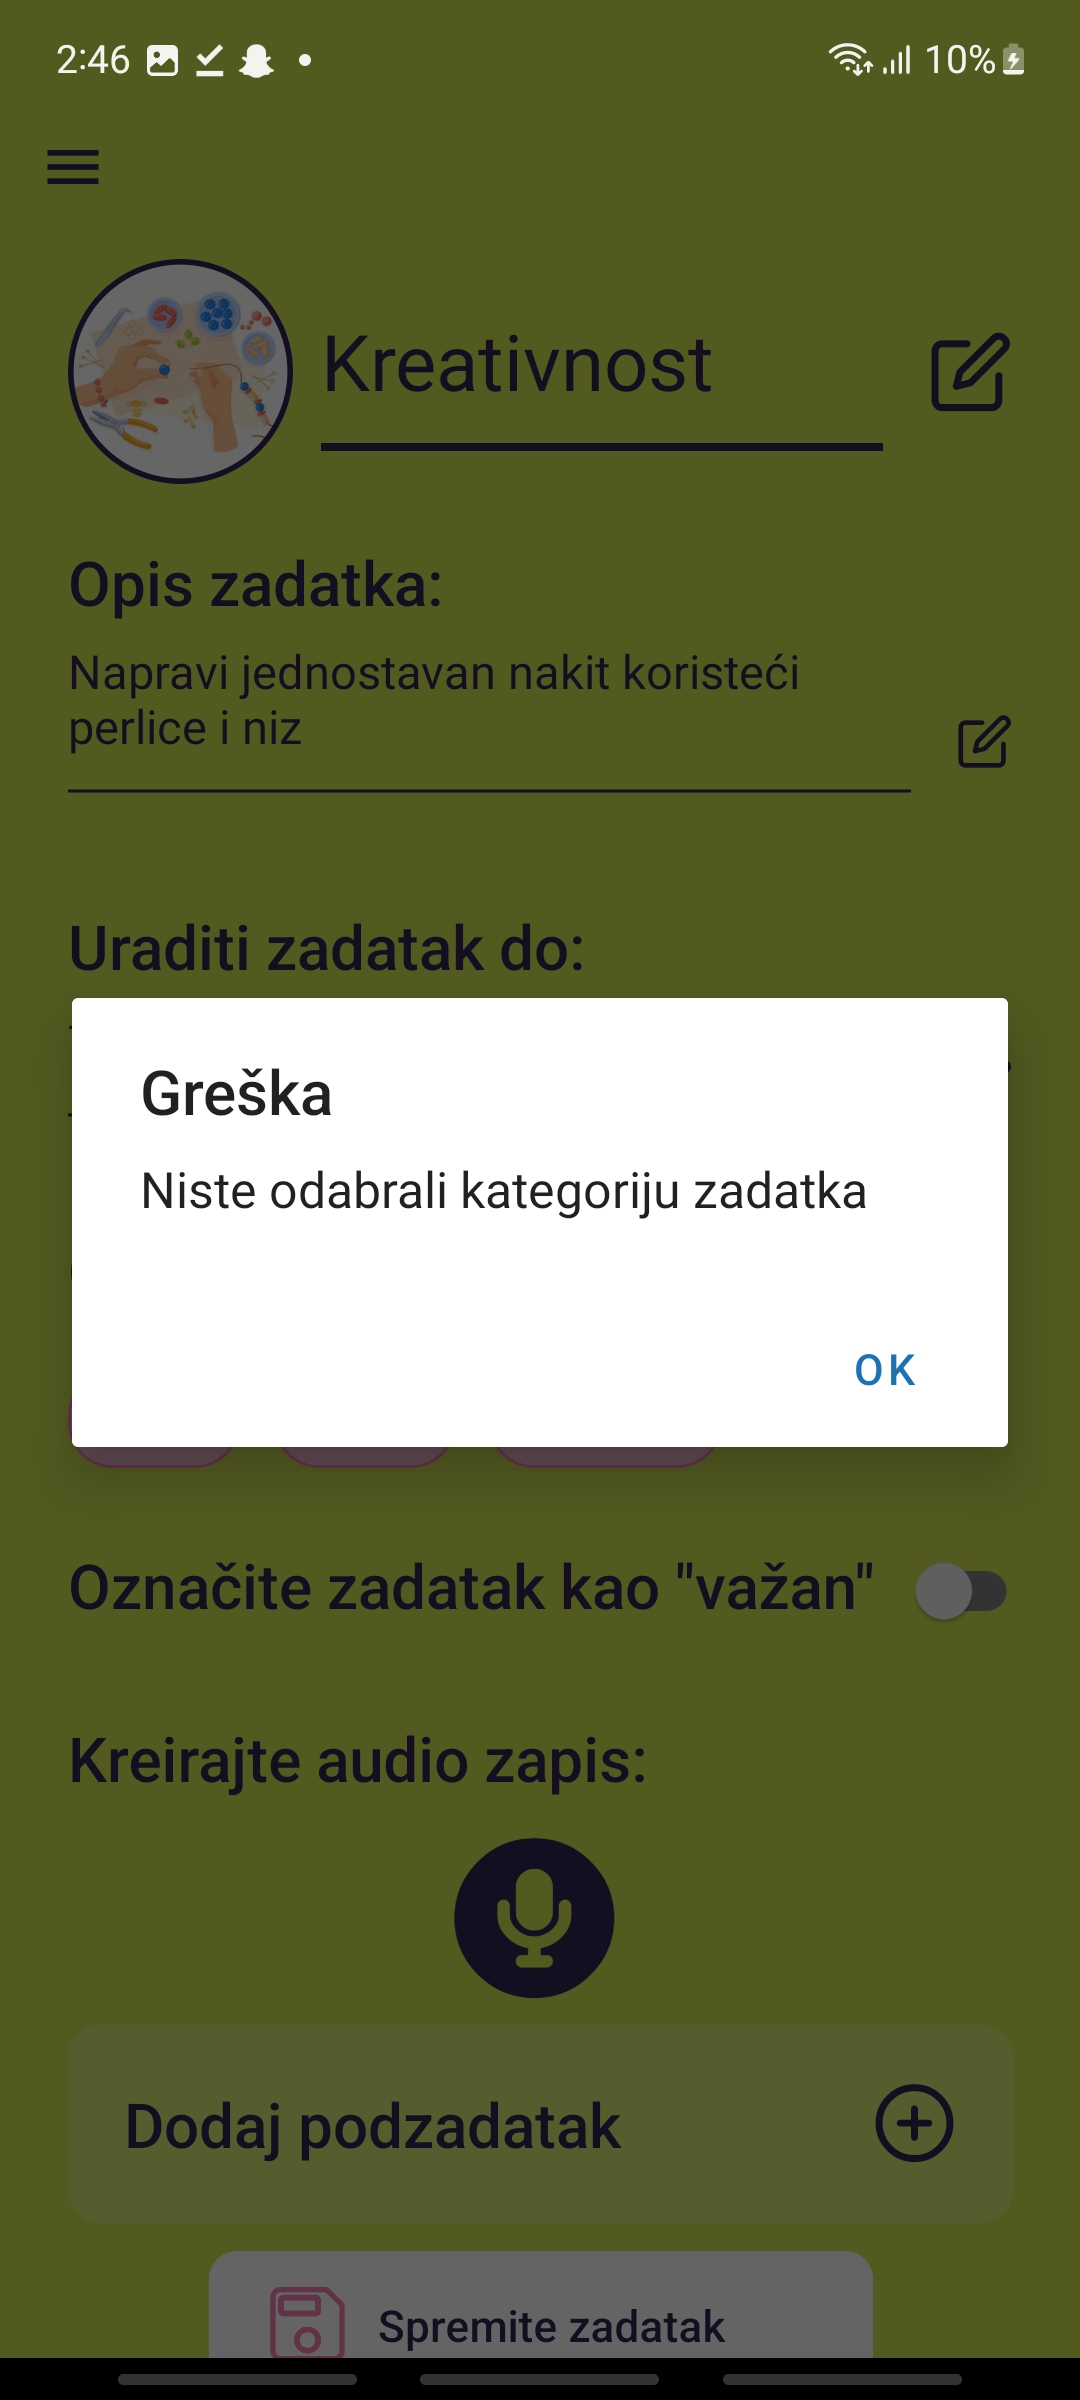 2:46
10%
Kreativnost
Opis zadatka:
Napravi jednostavan nakit koristeći
perlice i niz
Uraditi zadatak do:
Greška
Niste odabrali kategoriju zadatka
OK
Označite zadatak kao "važan"
Kreirajte audio zapis:
Dodaj podzadatak
Spremite zadatak